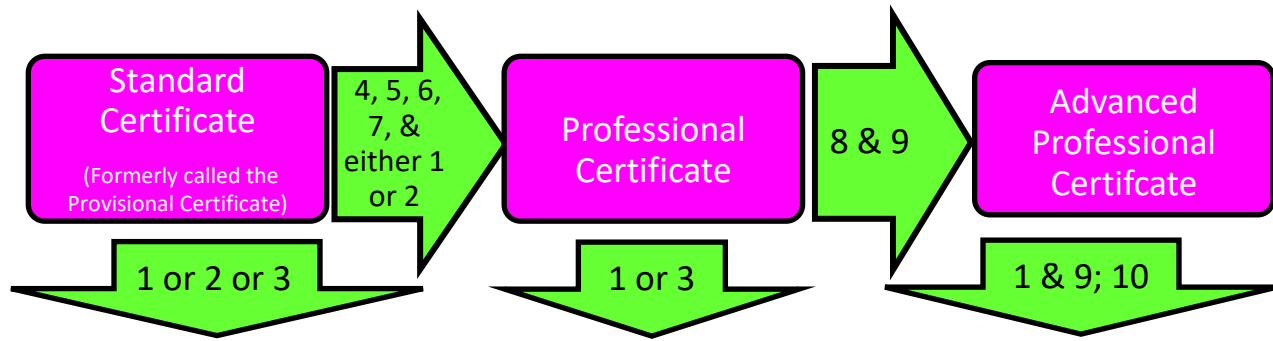 Standard
Certificate
(Formerly called the
Provisional Certificate)
4, 5, 6,
7, &
either 1
or 2
Professional
Certificate
8 & 9
Advanced
Professional
Certifcate
1 or 2 or 3
1 or 3
1 & 9; 10